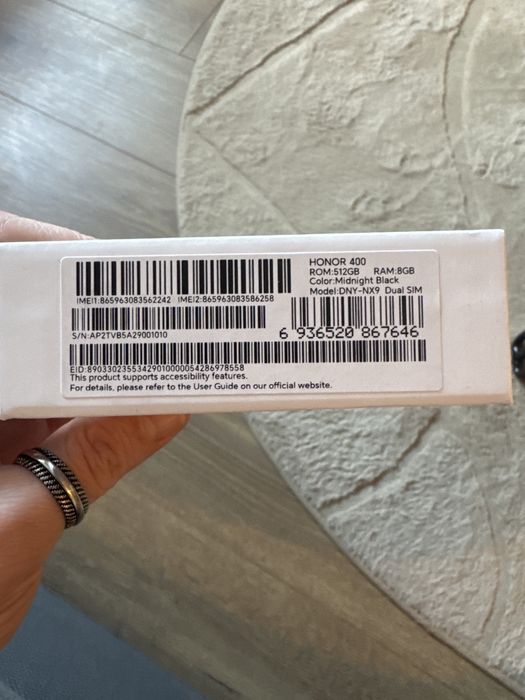 HONOR 400
ROM:512GB RAM:8GB
Color:Midnight Black
Model:DNY-NX9 Dual SIM
IMEI1:865963083562242 IMEI2:865963083586258
S/N:AP2TVB5A29001010
6 936520 867646
EID:89033023553429010000054286978558
This product supports accessibility features.
For details, please refer to the User Guide on our official website.